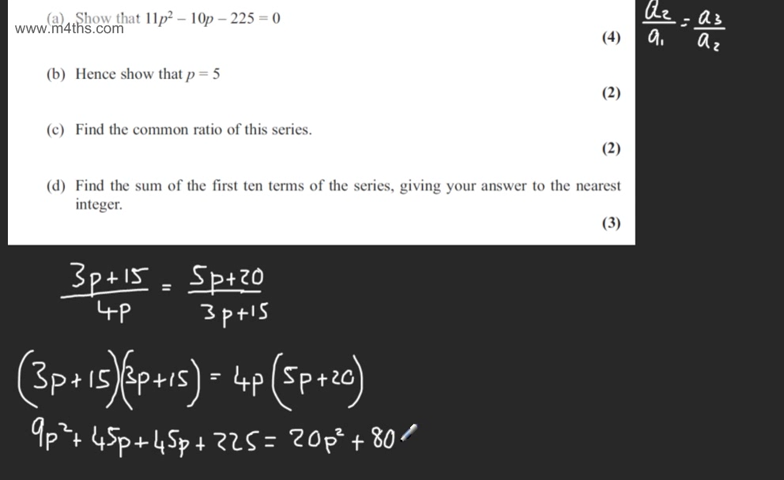 (a) Show that 11p² – 10p – 225 = 0
www.m4ths.com
(4)
(b) Hence show that p = 5
(2)
(c) Find the common ratio of this series.
(2)
(d) Find the sum of the first ten terms of the series, giving your answer to the nearest
integer.
(3)
a₂/a₁ = a₃/a₂
(3p+15)/(4p) = (5p+20)/(3p+15)
(3p+15)(3p+15) = 4p(5p+20)
9p²+45p+45p+225 = 20p²+80